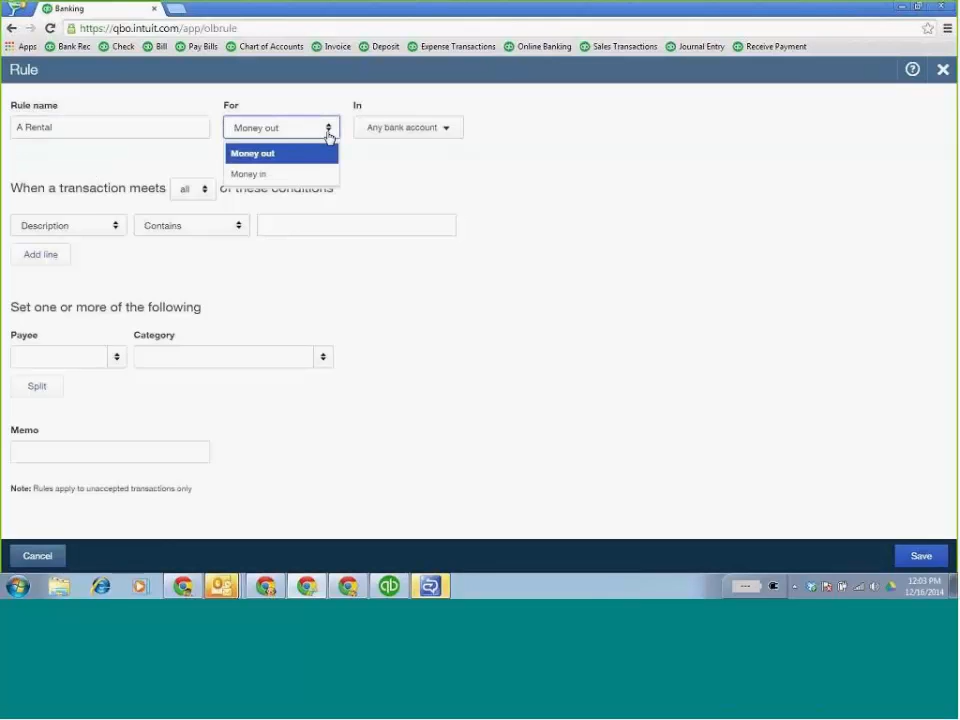 Banking
https://qbo.intuit.com/app/olbrule
Apps Bank Rec Check Bill Pay Bills Chart of Accounts Invoice Deposit Expense Transactions Online Banking Sales Transactions Journal Entry Receive Payment
Rule
Rule name For In
A Rental Money out Any bank account
Money out
Money in
When a transaction meets all of these conditions
Description Contains
Add line
Set one or more of the following
Payee Category
Split
Memo
Note: Rules apply to unaccepted transactions only
Cancel Save
12:03 PM
12/16/2014